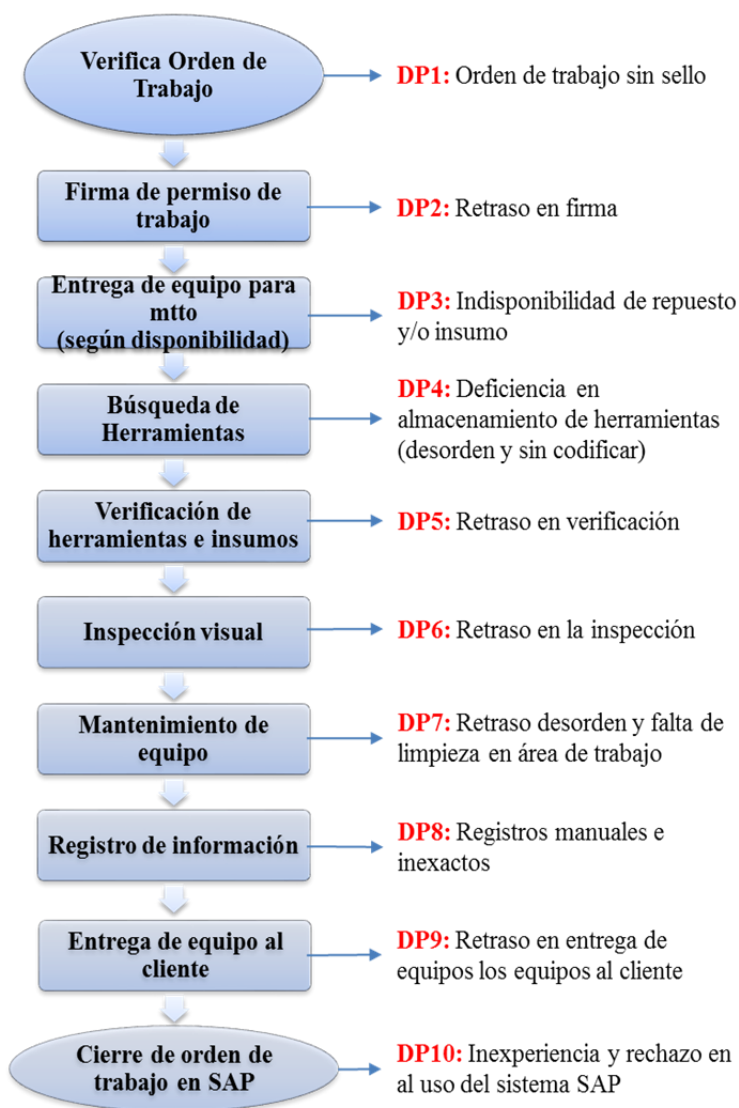 Verifica Orden de
Trabajo
DP1: Orden de trabajo sin sello
Firma de permiso de
trabajo
DP2: Retraso en firma
Entrega de equipo para
mtto
(según disponibilidad)
DP3: Indisponibilidad de repuesto
y/o insumo
Búsqueda de
Herramientas
DP4: Deficiencia en
almacenamiento de herramientas
(desorden y sin codificar)
Verificación de
herramientas e insumos
DP5: Retraso en verificación
Inspección visual
DP6: Retraso en la inspección
Mantenimiento de
equipo
DP7: Retraso desorden y falta de
limpieza en área de trabajo
Registro de información
DP8: Registros manuales e
inexactos
Entrega de equipo al
cliente
DP9: Retraso en entrega de
equipos los equipos al cliente
Cierre de orden de
trabajo en SAP
DP10: Inexperiencia y rechazo en
al uso del sistema SAP